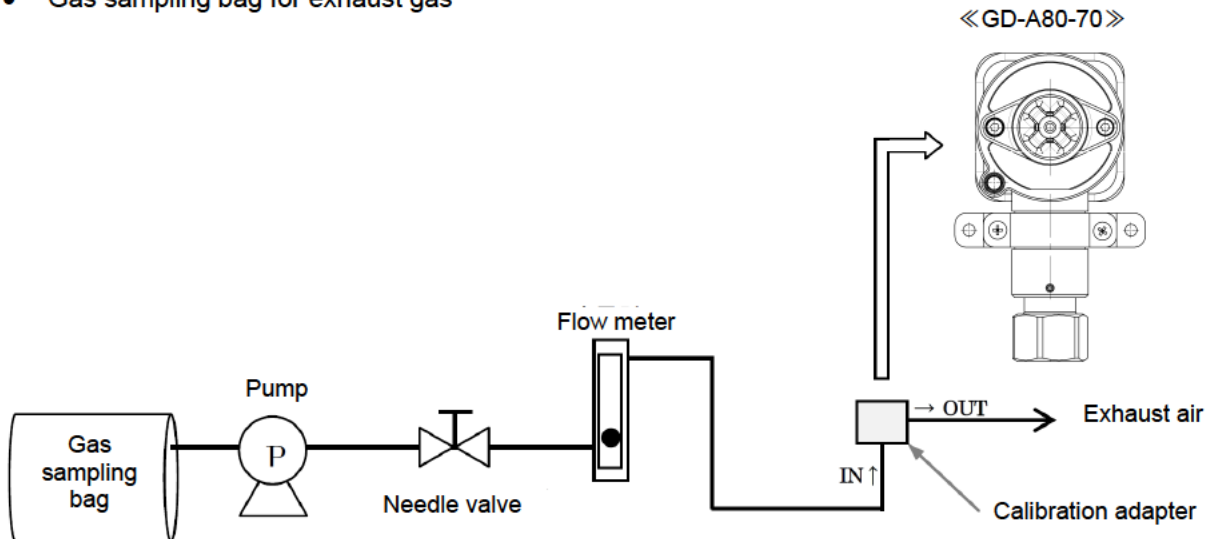 ● Gas sampling bag for exhaust gas
≪GD-A80-70≫
Flow meter
Pump
P
Gas
sampling
bag
Needle valve
→ OUT
Exhaust air
IN↑
Calibration adapter